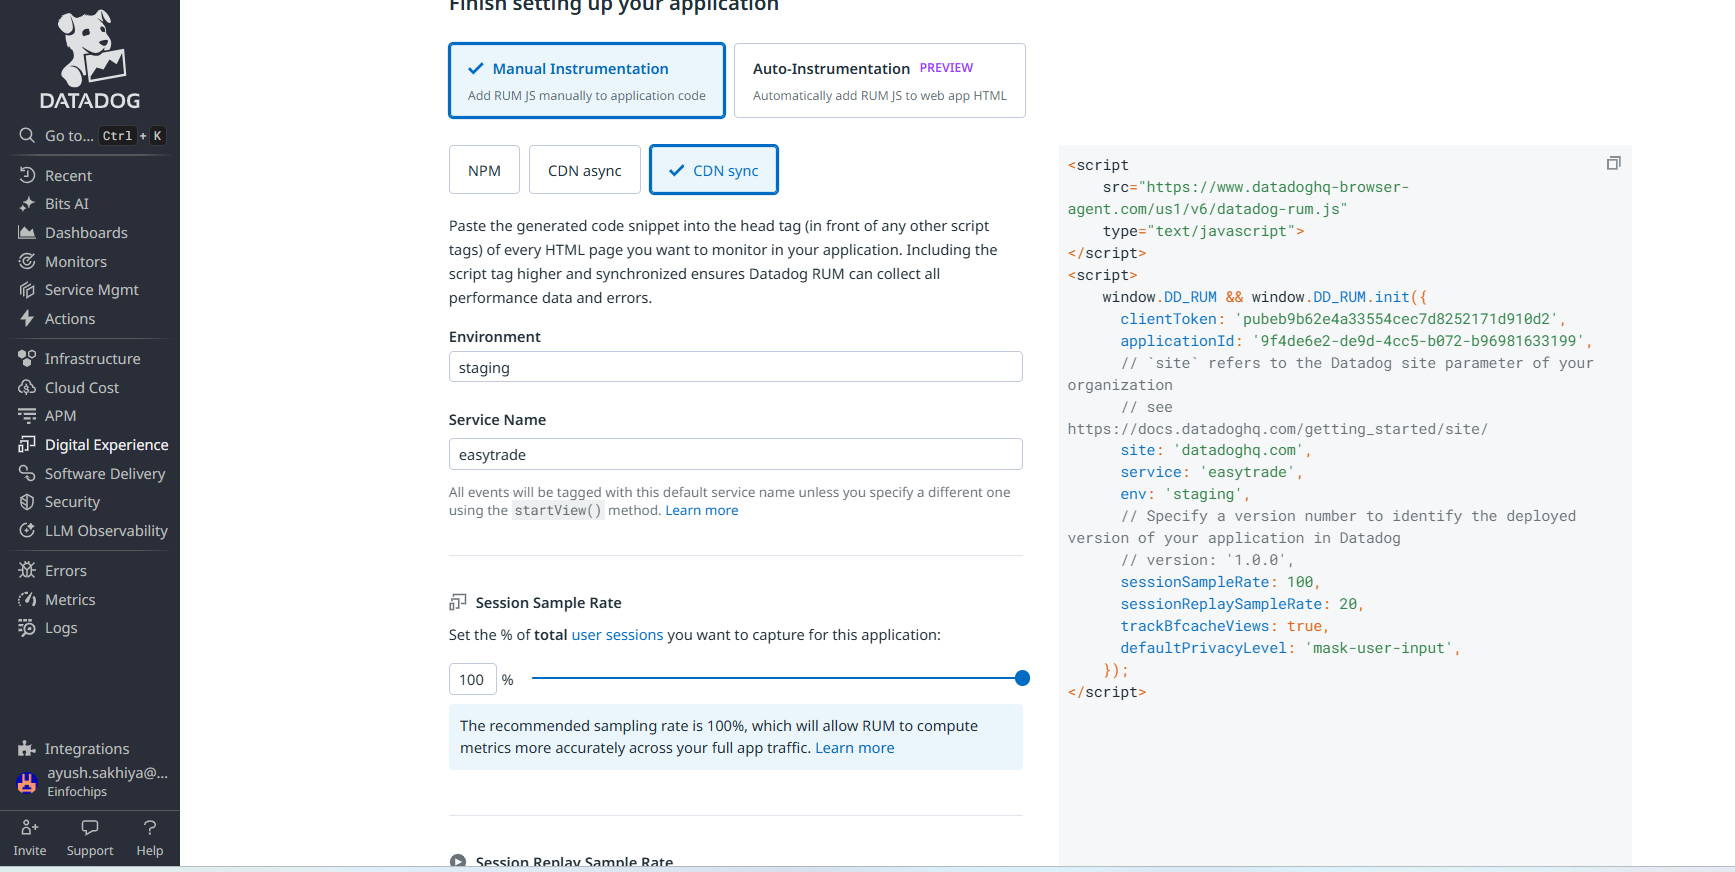 DATADOG
Go to... Ctrl + K
Recent
Bits AI
Dashboards
Monitors
Service Mgmt
Actions
Infrastructure
Cloud Cost
APM
Digital Experience
Software Delivery
Security
LLM Observability
Errors
Metrics
Logs
Integrations
ayush.sakhiya@...
Einfochips
Invite Support Help
Finish setting up your application
Manual Instrumentation
Add RUM JS manually to application code
Auto-Instrumentation PREVIEW
Automatically add RUM JS to web app HTML
NPM
CDN async
CDN sync
Paste the generated code snippet into the head tag (in front of any other script
tags) of every HTML page you want to monitor in your application. Including the
script tag higher and synchronized ensures Datadog RUM can collect all
performance data and errors.
Environment
staging
Service Name
easytrade
All events will be tagged with this default service name unless you specify a different one
using the startView() method. Learn more
Session Sample Rate
Set the % of total user sessions you want to capture for this application:
100 %
The recommended sampling rate is 100%, which will allow RUM to compute
metrics more accurately across your full app traffic. Learn more
Session Replay Sample Rate
<script
src="https://www.datadoghq-browser-
agent.com/us1/v6/datadog-rum.js"
type="text/javascript">
</script>
<script>
window.DD_RUM && window.DD_RUM.init({
clientToken: 'pubeb9b62e4a33554cec7d8252171d910d2',
applicationId: '9f4de6e2-de9d-4cc5-b072-b96981633199',
// `site` refers to the Datadog site parameter of your
organization
// see
https://docs.datadoghq.com/getting_started/site/
site: 'datadoghq.com',
service: 'easytrade',
env: 'staging',
// Specify a version number to identify the deployed
version of your application in Datadog
// version: '1.0.0',
sessionSampleRate: 100,
sessionReplaySampleRate: 20,
trackBfcacheViews: true,
defaultPrivacyLevel: 'mask-user-input',
});
</script>